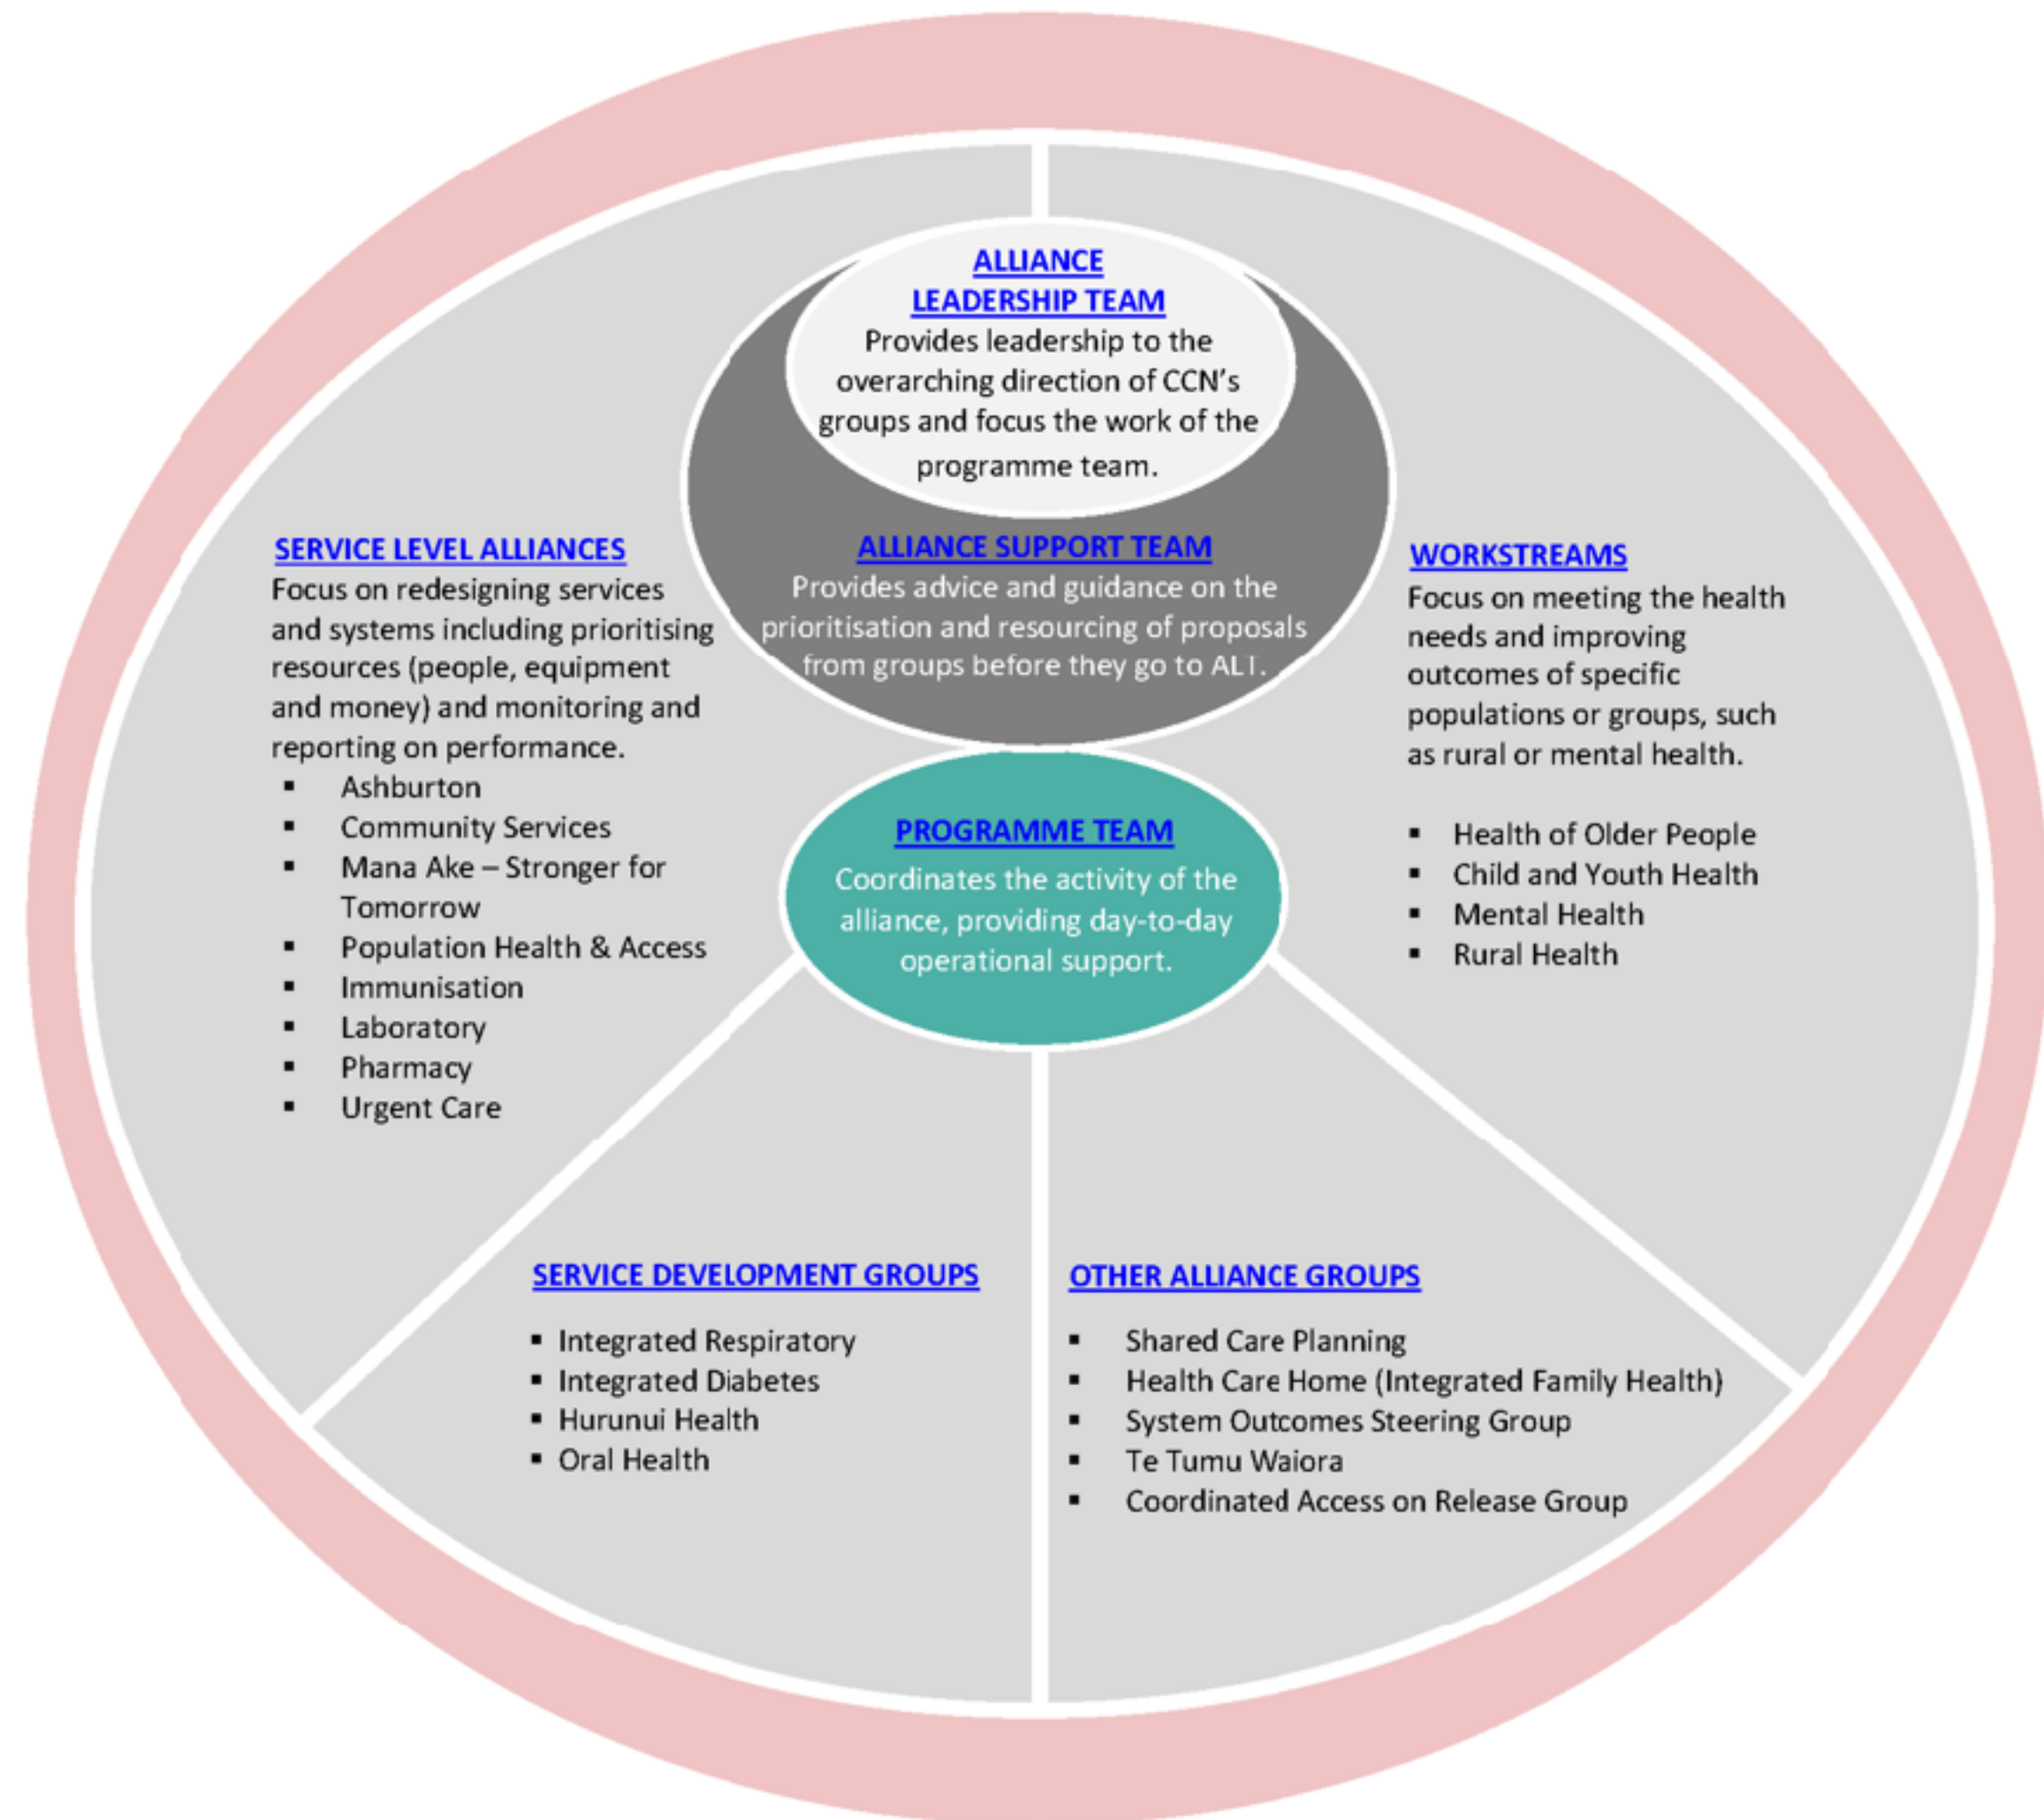 ALLIANCE
LEADERSHIP TEAM
Provides leadership to the
overarching direction of CCN's
groups and focus the work of the
programme team.
ALLIANCE SUPPORT TEAM
Provides advice and guidance on the
prioritisation and resourcing of proposals
from groups before they go to ALT.
PROGRAMME TEAM
Coordinates the activity of the
alliance, providing day-to-day
operational support.
SERVICE LEVEL ALLIANCES
Focus on redesigning services
and systems including prioritising
resources (people, equipment
and money) and monitoring and
reporting on performance.
▪ Ashburton
▪ Community Services
▪ Mana Ake – Stronger for
Tomorrow
▪ Population Health & Access
▪ Immunisation
▪ Laboratory
▪ Pharmacy
▪ Urgent Care
WORKSTREAMS
Focus on meeting the health
needs and improving
outcomes of specific
populations or groups, such
as rural or mental health.
▪ Health of Older People
▪ Child and Youth Health
▪ Mental Health
▪ Rural Health
SERVICE DEVELOPMENT GROUPS
▪ Integrated Respiratory
▪ Integrated Diabetes
▪ Hurunui Health
▪ Oral Health
OTHER ALLIANCE GROUPS
▪ Shared Care Planning
▪ Health Care Home (Integrated Family Health)
▪ System Outcomes Steering Group
▪ Te Tumu Waiora
▪ Coordinated Access on Release Group